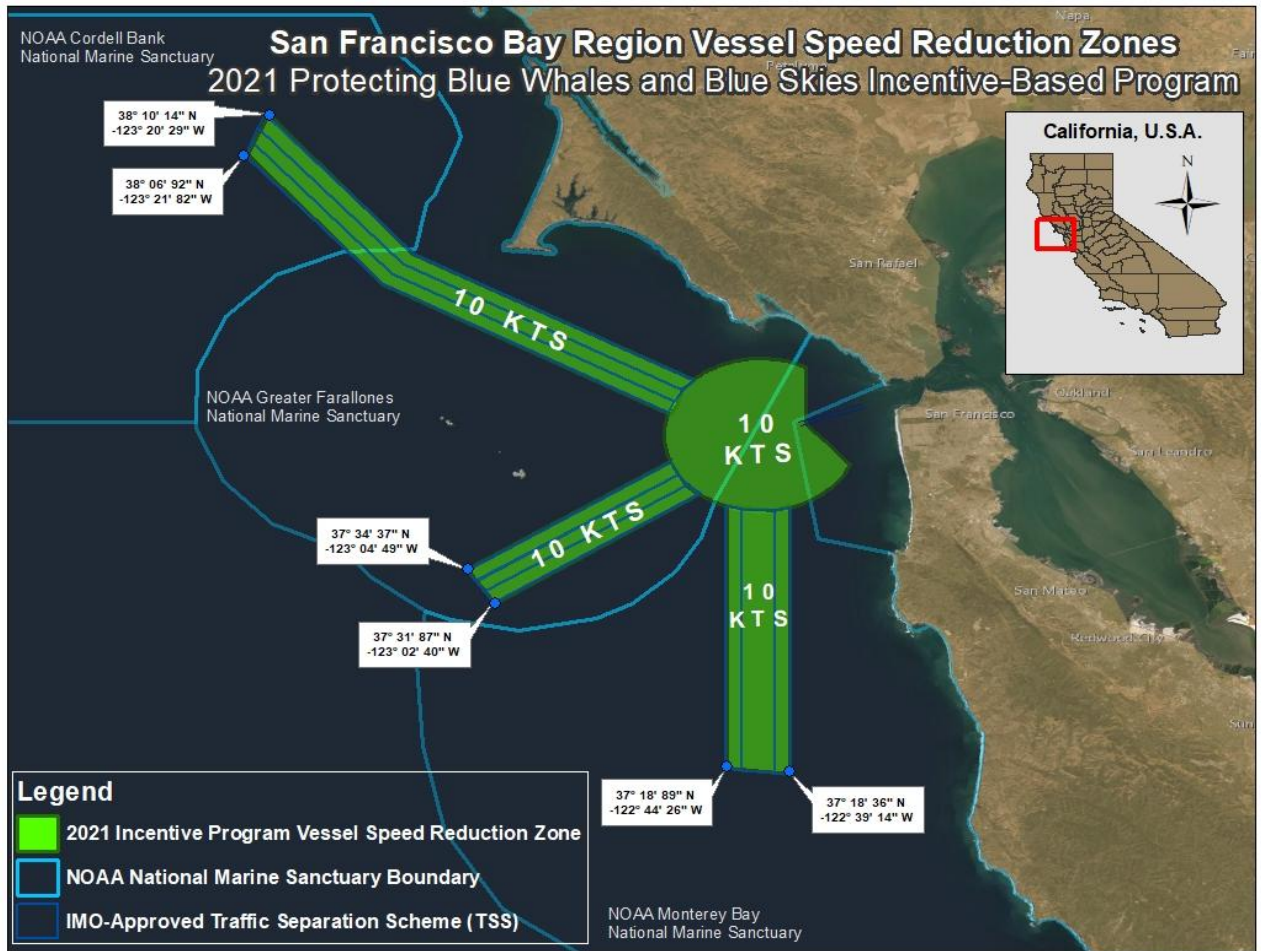 NOAA Cordell Bank
National Marine Sanctuary
Napa
San Francisco Bay Region Vessel Speed Reduction Zones
Petaluma
2021 Protecting Blue Whales and Blue Skies Incentive-Based Program
38° 10' 14" N
-123° 20' 29" W
38° 06' 92" N
-123° 21' 82" W
California, U.S.A.
N
San Rafael
10 KTS
NOAA Greater Farallones
National Marine Sanctuary
Oakland
San Francisco
10
KTS
San Leandro
10 KTS
37° 34' 37" N
-123° 04' 49" W
10
KTS
San Mateo
37° 31' 87" N
-123° 02' 40" W
Redwood City
37° 18' 89" N
-122° 44' 26" W
37° 18' 36" N
-122° 39' 14" W
Legend
2021 Incentive Program Vessel Speed Reduction Zone
NOAA National Marine Sanctuary Boundary
IMO-Approved Traffic Separation Scheme (TSS)
NOAA Monterey Bay
National Marine Sanctuary